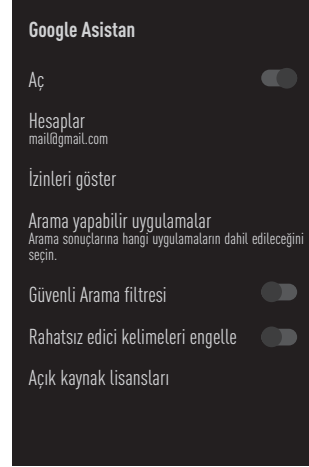 Google Asistan
Aç
Hesaplar
mail@gmail.com
İzinleri göster
Arama yapabilir uygulamalar
Arama sonuçlarına hangi uygulamaların dahil edileceğini
seçin.
Güvenli Arama filtresi
Rahatsız edici kelimeleri engelle
Açık kaynak lisansları